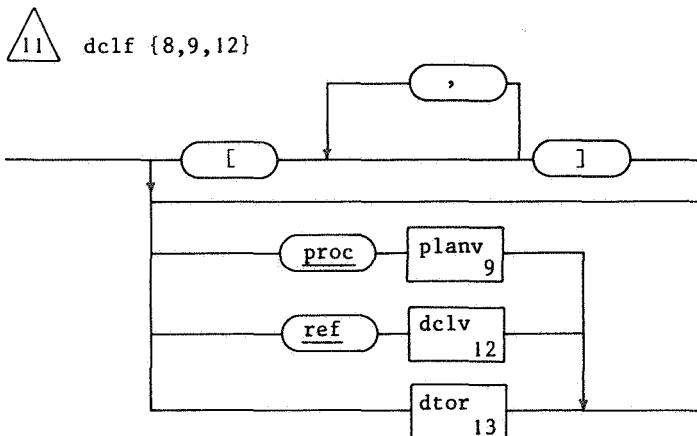 11 dclf {8,9,12}
,
[ ]
proc planv 9
ref dclv 12
dtor 13